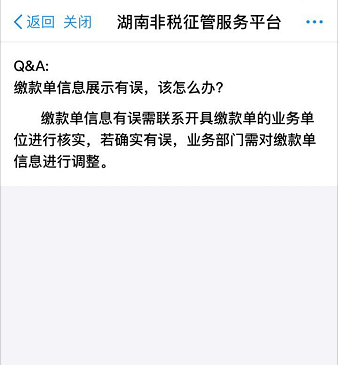 返回 关闭 湖南非税征管服务平台
Q&A:
缴款单信息展示有误，该怎么办?
缴款单信息有误需联系开具缴款单的业务单
位进行核实，若确实有误，业务部门需对缴款单
信息进行调整。